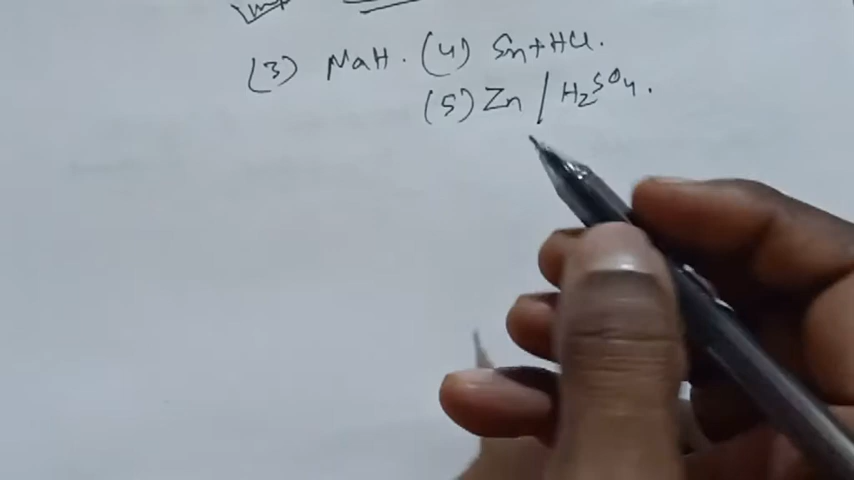 (3) NaH. (4) Sn+HCl.
(5) Zn / H₂SO₄.